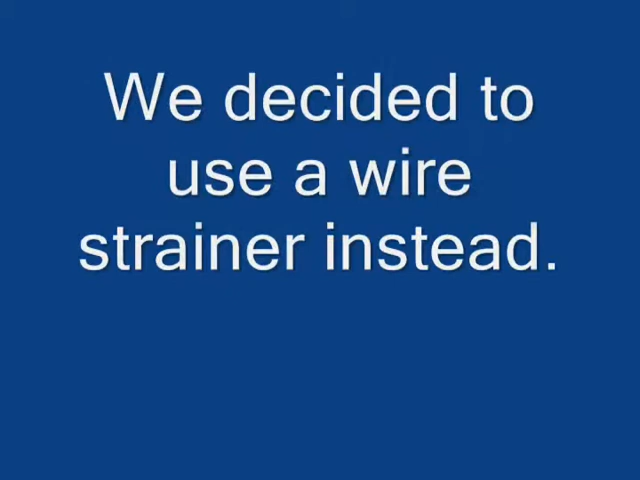 We decided to
use a wire
strainer instead.